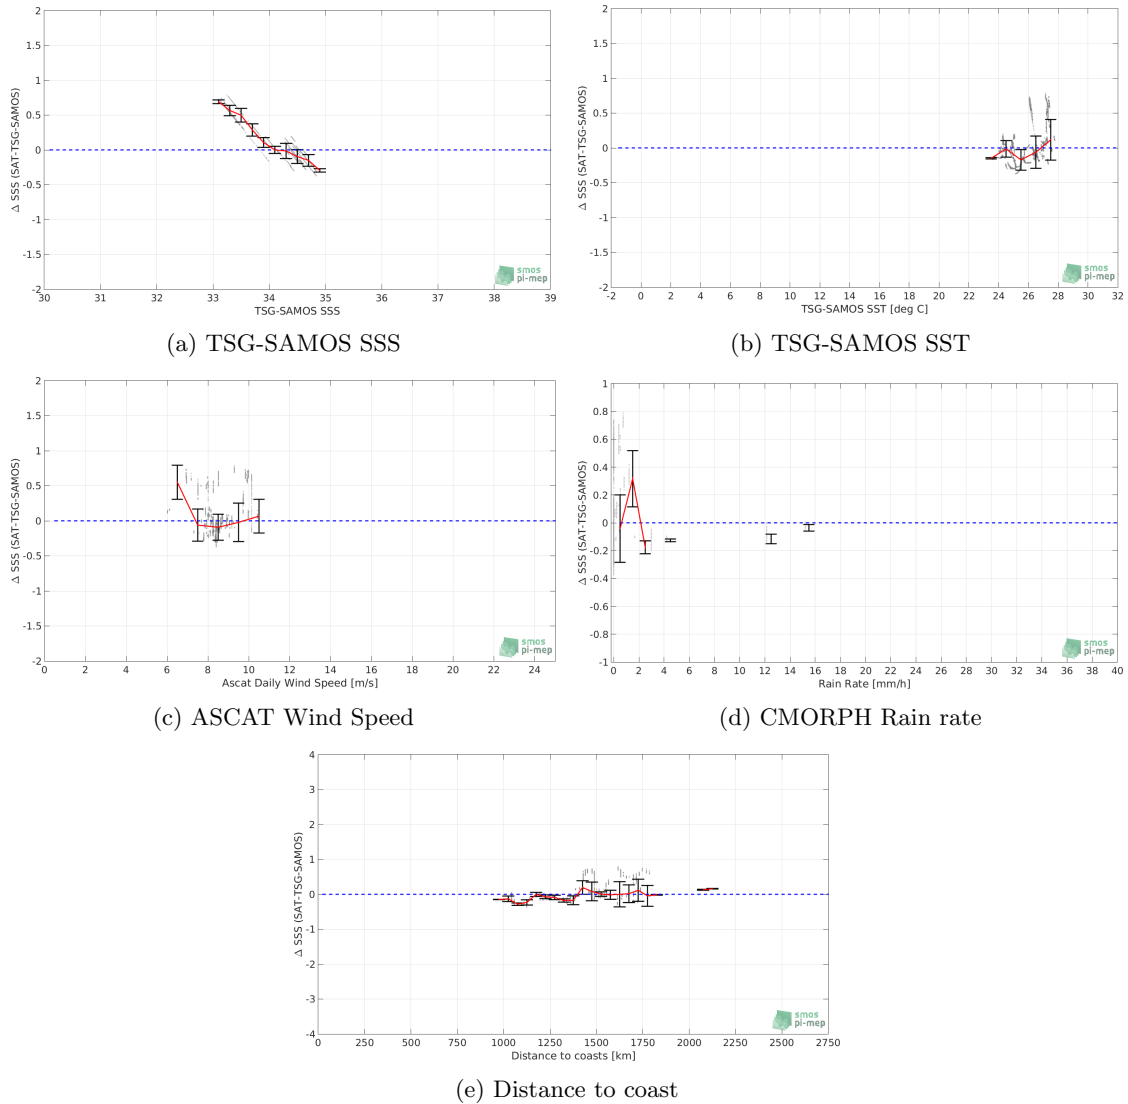 2
1.5
1
0.5
0
-0.5
-1
-1.5
-2
Δ SSS (SAT-TSG-SAMOS)
30 31 32 33 34 35 36 37 38 39
TSG-SAMOS SSS
smos
pi-mep
(a) TSG-SAMOS SSS
2
1.5
1
0.5
0
-0.5
-1
-1.5
-2
Δ SSS (SAT-TSG-SAMOS)
-2 0 2 4 6 8 10 12 14 16 18 20 22 24 26 28 30 32
TSG-SAMOS SST [deg C]
smos
pi-mep
(b) TSG-SAMOS SST
2
1.5
1
0.5
0
-0.5
-1
-1.5
-2
Δ SSS (SAT-TSG-SAMOS)
0 2 4 6 8 10 12 14 16 18 20 22 24
Ascat Daily Wind Speed [m/s]
smos
pi-mep
(c) ASCAT Wind Speed
1
0.8
0.6
0.4
0.2
0
-0.2
-0.4
-0.6
-0.8
-1
Δ SSS (SAT-TSG-SAMOS)
0 2 4 6 8 10 12 14 16 18 20 22 24 26 28 30 32 34 36 38 40
Rain Rate [mm/h]
smos
pi-mep
(d) CMORPH Rain rate
4
3
2
1
0
-1
-2
-3
-4
Δ SSS (SAT-TSG-SAMOS)
0 250 500 750 1000 1250 1500 1750 2000 2250 2500 2750
Distance to coasts [km]
smos
pi-mep
(e) Distance to coast